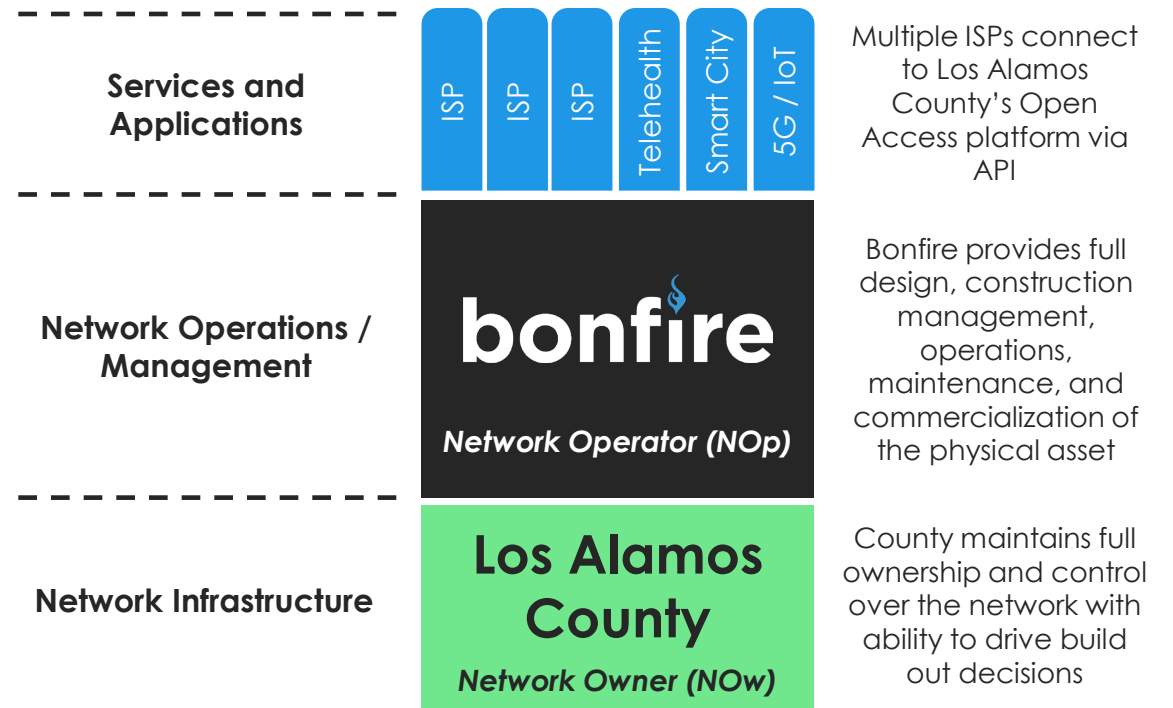 Services and
Applications
ISP
ISP
ISP
Telehealth
Smart City
5G / IoT
Multiple ISPs connect
to Los Alamos
County’s Open
Access platform via
API
Network Operations /
Management
bonfire
Network Operator (NOp)
Bonfire provides full
design, construction
management,
operations,
maintenance, and
commercialization of
the physical asset
Network Infrastructure
Los Alamos
County
Network Owner (NOw)
County maintains full
ownership and control
over the network with
ability to drive build
out decisions